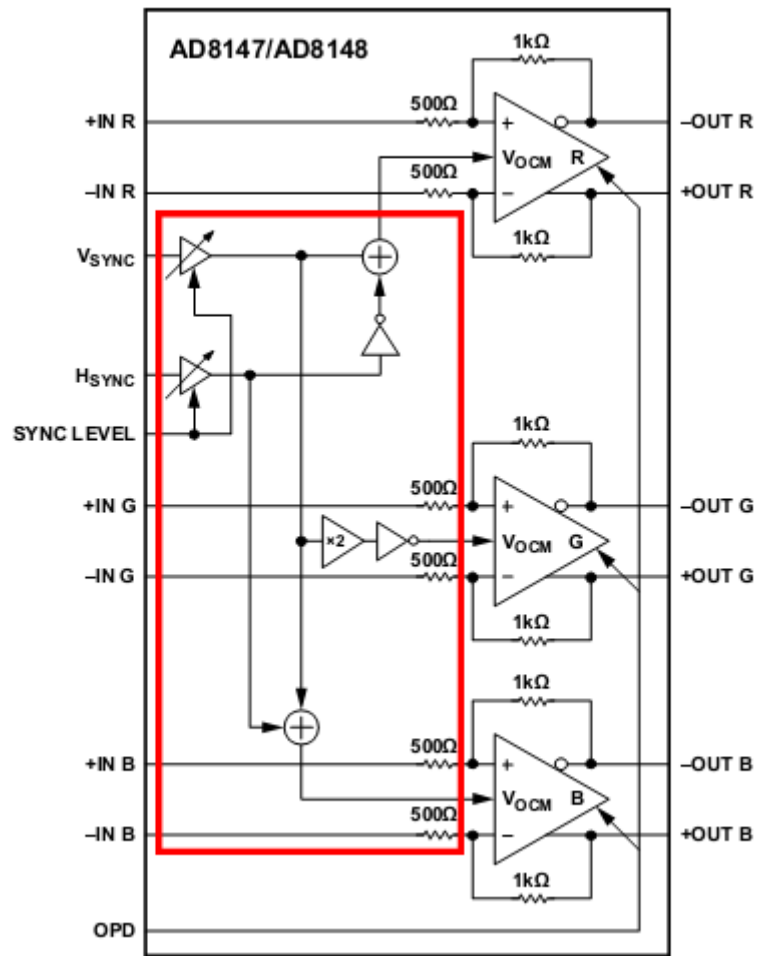 AD8147/AD8148
1kΩ
500Ω
+IN R
+
–OUT R
VOCM R
500Ω
–IN R
–
+OUT R
1kΩ
VSYNC
HSYNC
SYNC LEVEL
1kΩ
500Ω
+IN G
+
–OUT G
×2
VOCM G
500Ω
–IN G
–
+OUT G
1kΩ
1kΩ
500Ω
+IN B
+
–OUT B
VOCM B
500Ω
–IN B
–
+OUT B
1kΩ
OPD